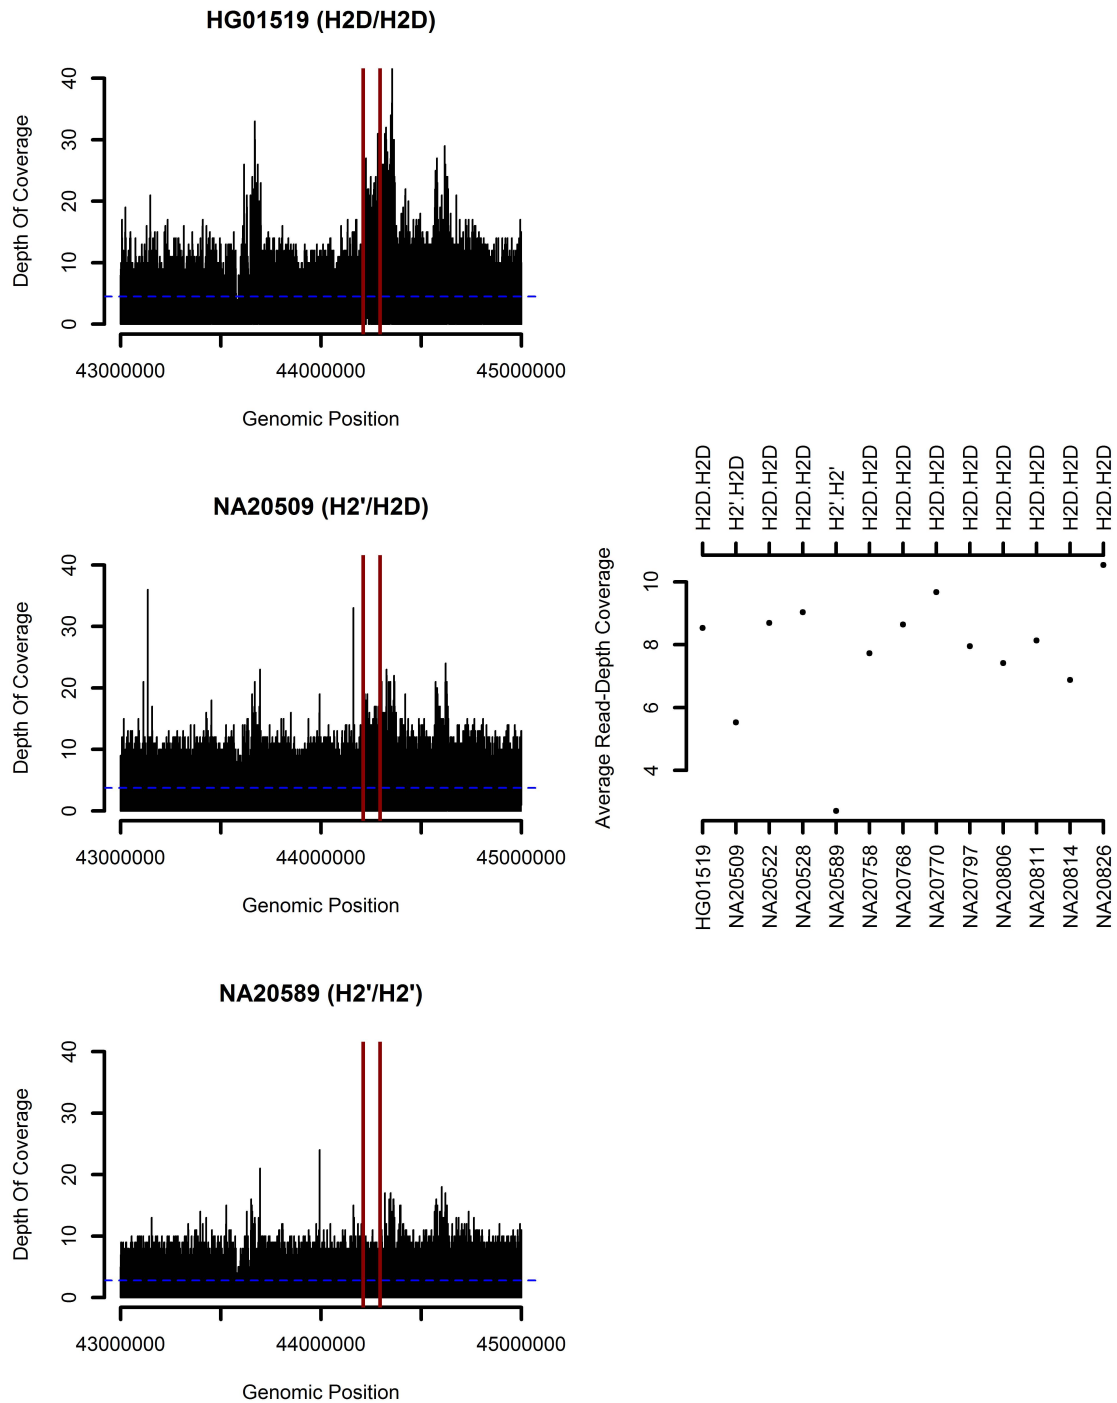 HG01519 (H2D/H2D)
Depth Of Coverage
40
30
20
10
0
43000000 44000000 45000000
Genomic Position
NA20509 (H2'/H2D)
Depth Of Coverage
40
30
20
10
0
43000000 44000000 45000000
Genomic Position
NA20589 (H2'/H2')
Depth Of Coverage
40
30
20
10
0
43000000 44000000 45000000
Genomic Position
H2D.H2D
H2'.H2D
H2D.H2D
H2D.H2D
H2'.H2'
H2D.H2D
H2D.H2D
H2D.H2D
H2D.H2D
H2D.H2D
H2D.H2D
H2D.H2D
H2D.H2D
Average Read-Depth Coverage
10
8
6
4
HG01519
NA20509
NA20522
NA20528
NA20589
NA20758
NA20768
NA20770
NA20797
NA20806
NA20811
NA20814
NA20826